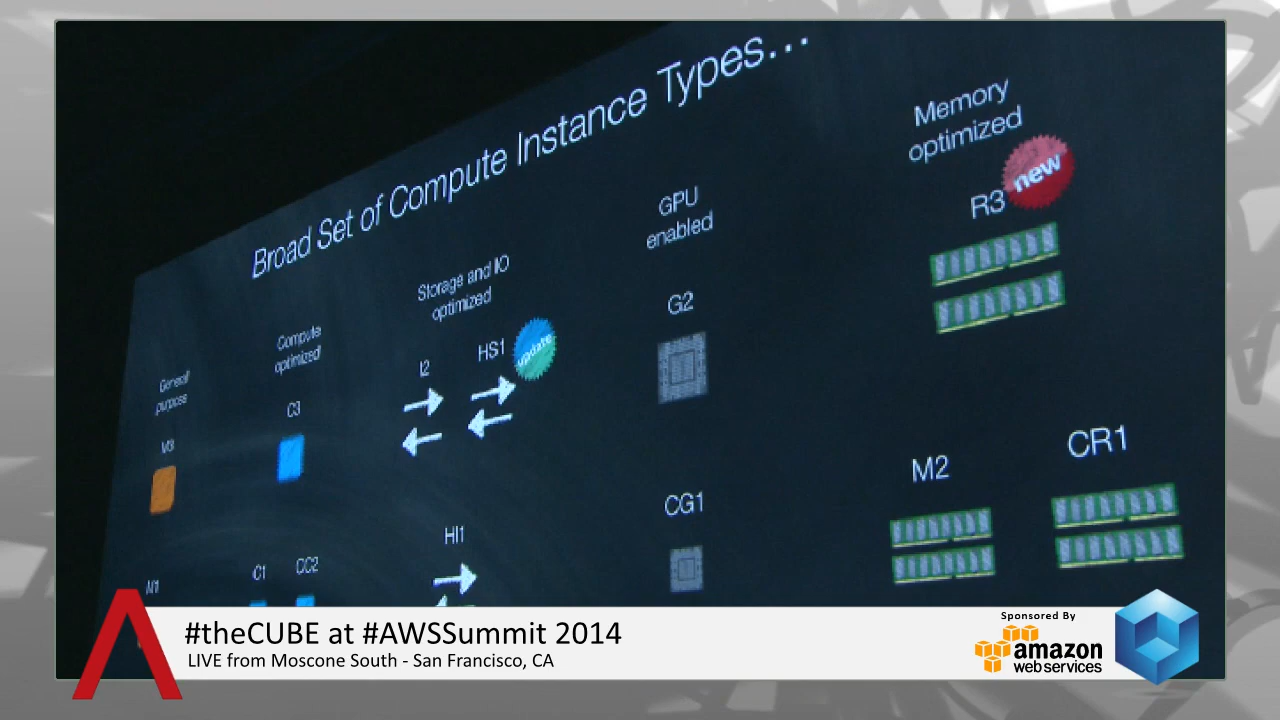 Broad Set of Compute Instance Types...
General
purpose
M3
Compute
optimized
C3
Storage and IO
optimized
I2
HS1
update
GPU
enabled
G2
Memory
optimized
R3
new
M1
C1
CC2
HI1
CG1
M2
CR1
#theCUBE at #AWSSummit 2014
LIVE from Moscone South - San Francisco, CA
Sponsored By
amazon
web services